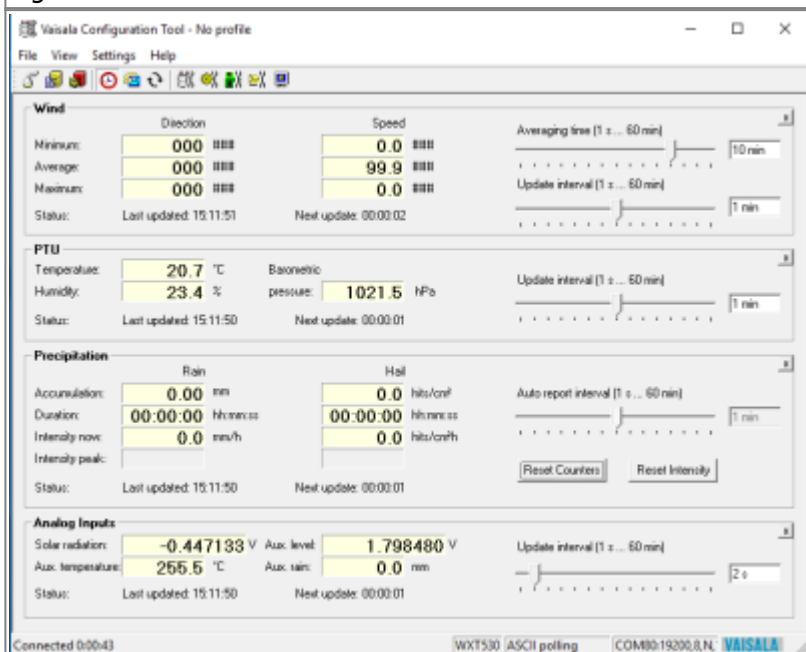 Vaisala Configuration Tool - No profile
File View Settings Help
Wind
Direction Speed
Averaging time (1 s ... 60 min)
Minimum: 000 ### 0.0 ### 10 min
Average: 000 ### 99.9 ###
Maximum: 000 ### 0.0 ### Update interval (1 s ... 60 min)
Status: Last updated: 15:11:51 Next update: 00:00:02 1 min
PTU
Temperature: 20.7 °C Barometric
Humidity: 23.4 % pressure: 1021.5 hPa Update interval (1 s ... 60 min)
Status: Last updated: 15:11:50 Next update: 00:00:01 1 min
Precipitation
Rain Hail
Accumulation: 0.00 mm 0.0 hits/cm² Auto report interval (1 s ... 60 min)
Duration: 00:00:00 hh:mm:ss 00:00:00 hh:mm:ss 1 min
Intensity now: 0.0 mm/h 0.0 hits/cm²h
Intensity peak:
Reset Counters Reset Intensity
Status: Last updated: 15:11:50 Next update: 00:00:01
Analog Inputs
Solar radiation: -0.447133 V Aux. level: 1.798480 V Update interval (1 s ... 60 min)
Aux. temperature: 255.5 °C Aux. rain: 0.0 mm 2 s
Status: Last updated: 15:11:50 Next update: 00:00:01
Connected 0:00:43 WXT530 ASCII polling COM80:19200,8,N, VAISALA